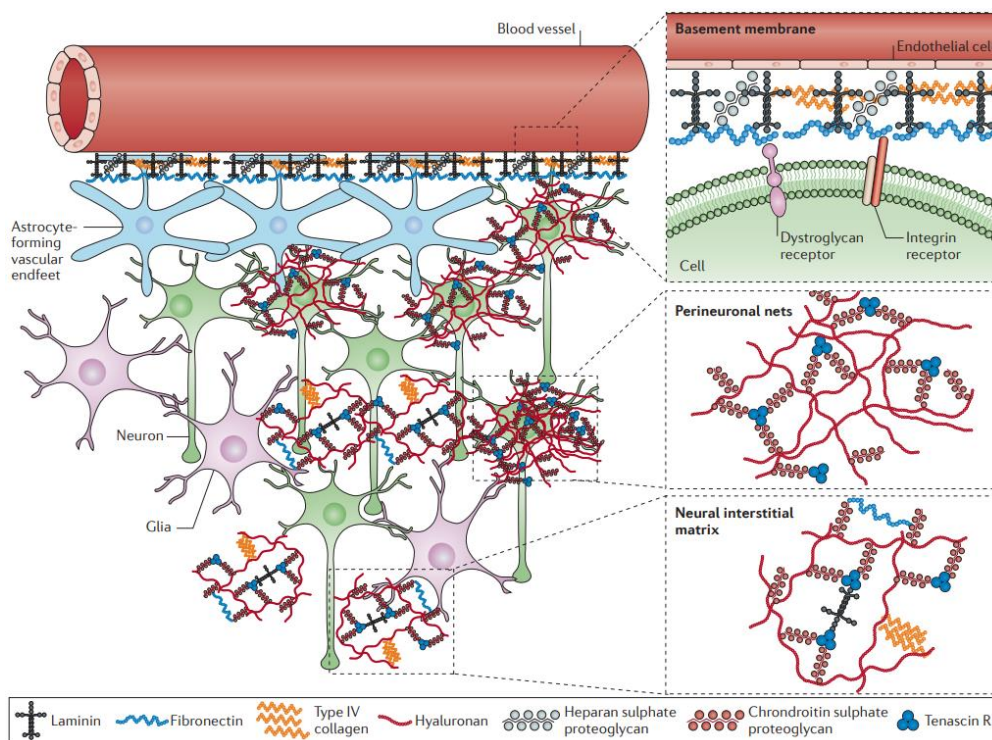 Blood vessel
Astrocyte-
forming
vascular
endfeet
Neuron
Glia
Basement membrane
Endothelial cell
Dystroglycan
receptor
Integrin
receptor
Cell
Perineuronal nets
Neural interstitial
matrix
Laminin
Fibronectin
Type IV
collagen
Hyaluronan
Heparan sulphate
proteoglycan
Chrondroitin sulphate
proteoglycan
Tenascin R